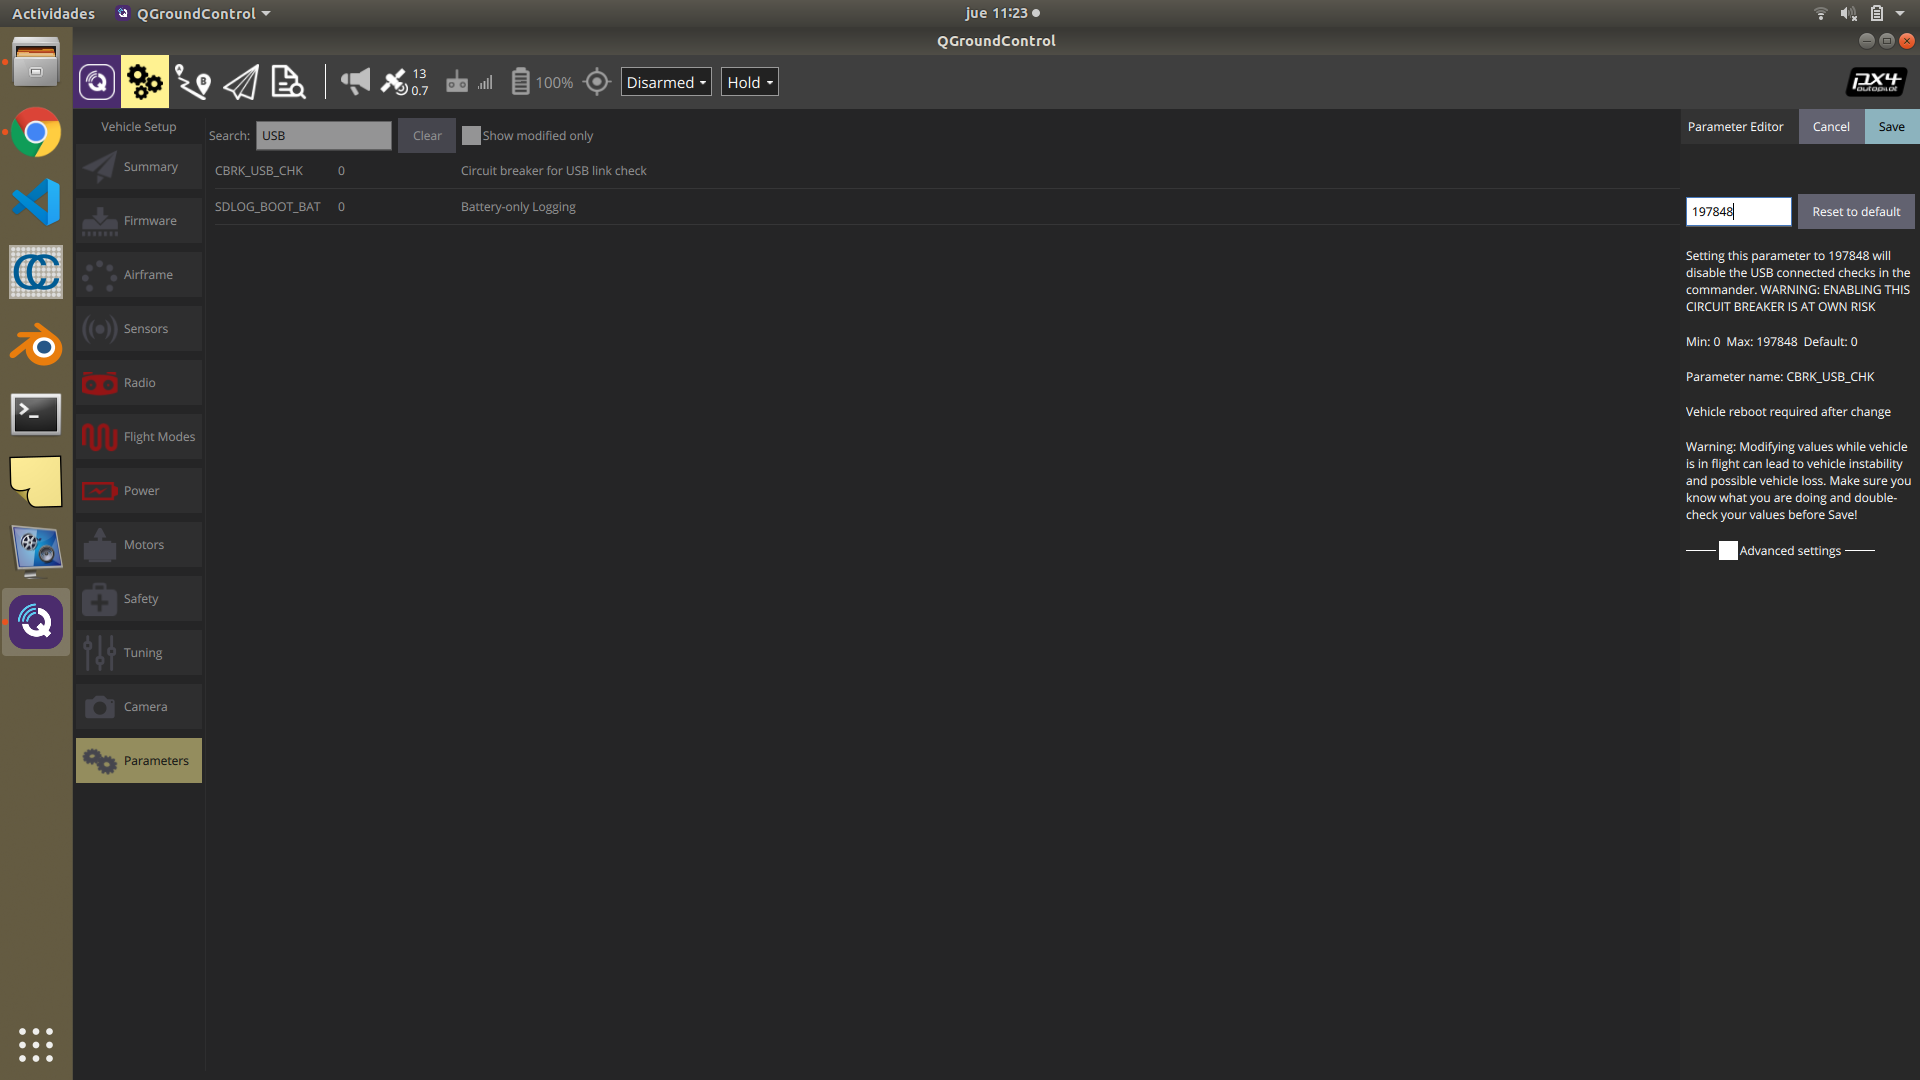 Actividades
QGroundControl
jue 11:23
QGroundControl
13
0.7
100%
Disarmed
Hold
px4
autopilot
Vehicle Setup
Summary
Firmware
Airframe
Sensors
Radio
Flight Modes
Power
Motors
Safety
Tuning
Camera
Parameters
Search: USB Clear Show modified only
CBRK_USB_CHK 0 Circuit breaker for USB link check
SDLOG_BOOT_BAT 0 Battery-only Logging
Parameter Editor Cancel Save
197848 Reset to default
Setting this parameter to 197848 will
disable the USB connected checks in the
commander. WARNING: ENABLING THIS
CIRCUIT BREAKER IS AT OWN RISK
Min: 0 Max: 197848 Default: 0
Parameter name: CBRK_USB_CHK
Vehicle reboot required after change
Warning: Modifying values while vehicle
is in flight can lead to vehicle instability
and possible vehicle loss. Make sure you
know what you are doing and double-
check your values before Save!
Advanced settings